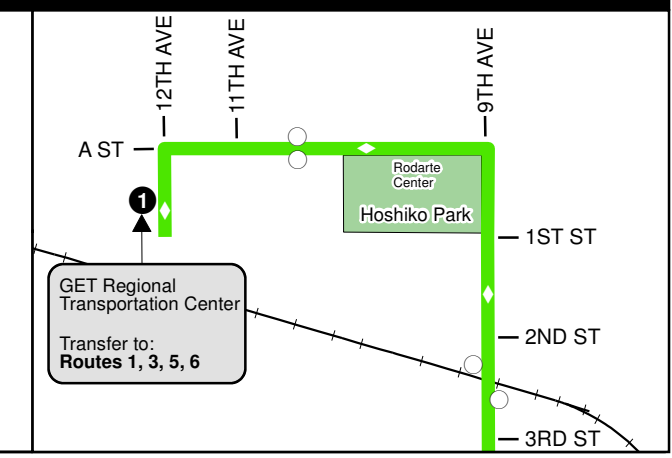 12TH AVE
11TH AVE
9TH AVE
A ST
Rodarte
Center
Hoshiko Park
1
1ST ST
GET Regional
Transportation Center
Transfer to:
Routes 1, 3, 5, 6
2ND ST
3RD ST